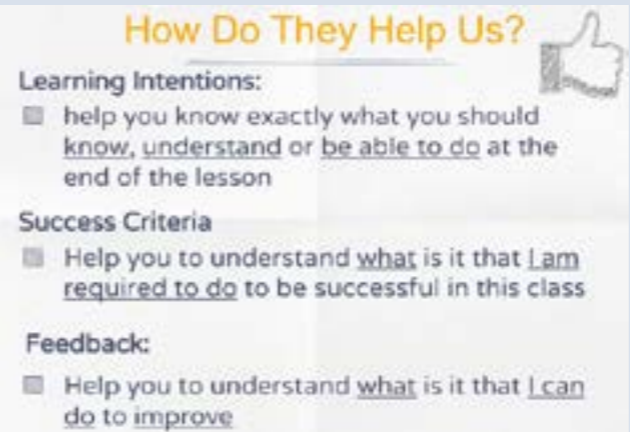 How Do They Help Us?
Learning Intentions:
help you know exactly what you should
know, understand or be able to do at the
end of the lesson
Success Criteria
Help you to understand what is it that I am
required to do to be successful in this class
Feedback:
Help you to understand what is it that I can
do to improve